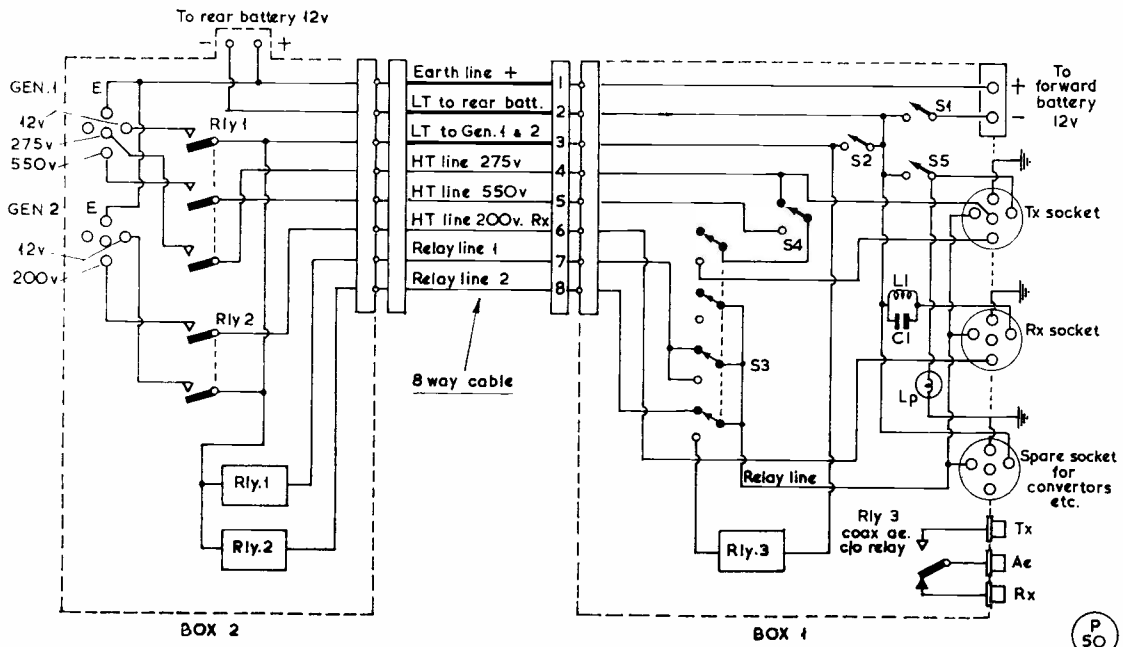 To rear battery 12v
- +
GEN.1
E
12v
275v
550v
Rly 1
GEN 2
E
12v
200v
Rly 2
Rly.1
Rly.2
BOX 2
Earth line +
LT to rear batt.
LT to Gen.1 & 2
HT line 275v
HT line 550v
HT line 200v. Rx
Relay line 1
Relay line 2
8 way cable
1
2
3
4
5
6
7
8
S1
S2
S5
S4
S3
L1
C1
Lp
+
-
To
forward
battery
12v
Tx socket
Rx socket
Spare socket
for
convertors
etc.
Relay line
Rly.3
Rly 3
coax ae.
c/o relay
Tx
Ae
Rx
BOX 1
P
50